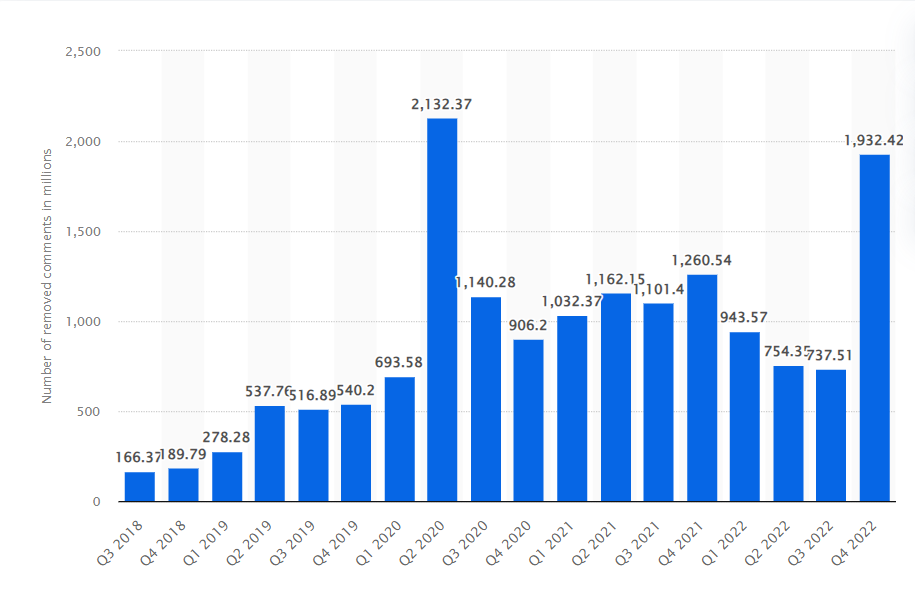 2,500
2,000
1,500
1,000
500
0
Number of removed comments in millions
166.37
189.79
278.28
537.76
516.89
540.2
693.58
2,132.37
1,140.28
906.2
1,032.37
1,162.15
1,101.4
1,260.54
943.57
754.35
737.51
1,932.42
Q3 2018
Q4 2018
Q1 2019
Q2 2019
Q3 2019
Q4 2019
Q1 2020
Q2 2020
Q3 2020
Q4 2020
Q1 2021
Q2 2021
Q3 2021
Q4 2021
Q1 2022
Q2 2022
Q3 2022
Q4 2022